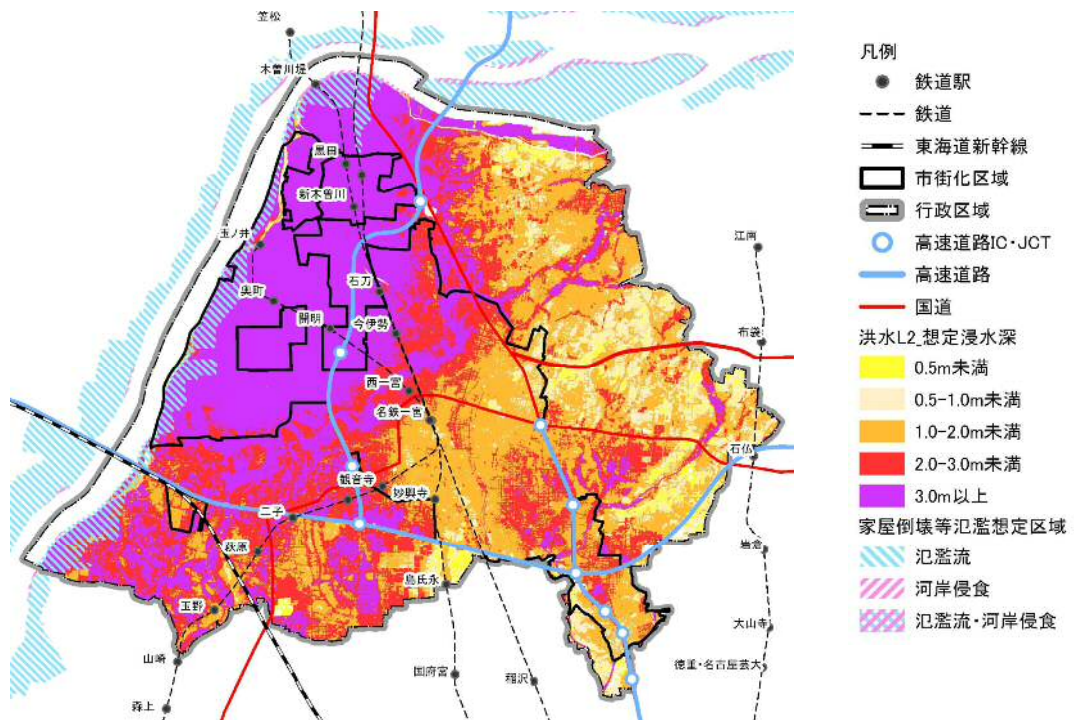 笠松
木曽川堤
黒田
新木曽川
玉ノ井
江南
石刀
奥町
開明
今伊勢
布袋
西一宮
名鉄一宮
石仏
観音寺
妙興寺
二子
岩倉
萩原
島氏永
玉野
大山寺
山崎
国府宮
稲沢
徳重・名古屋芸大
森上
凡例
鉄道駅
鉄道
東海道新幹線
市街化区域
行政区域
高速道路IC・JCT
高速道路
国道
洪水L2_想定浸水深
0.5m未満
0.5-1.0m未満
1.0-2.0m未満
2.0-3.0m未満
3.0m以上
家屋倒壊等氾濫想定区域
氾濫流
河岸侵食
氾濫流・河岸侵食